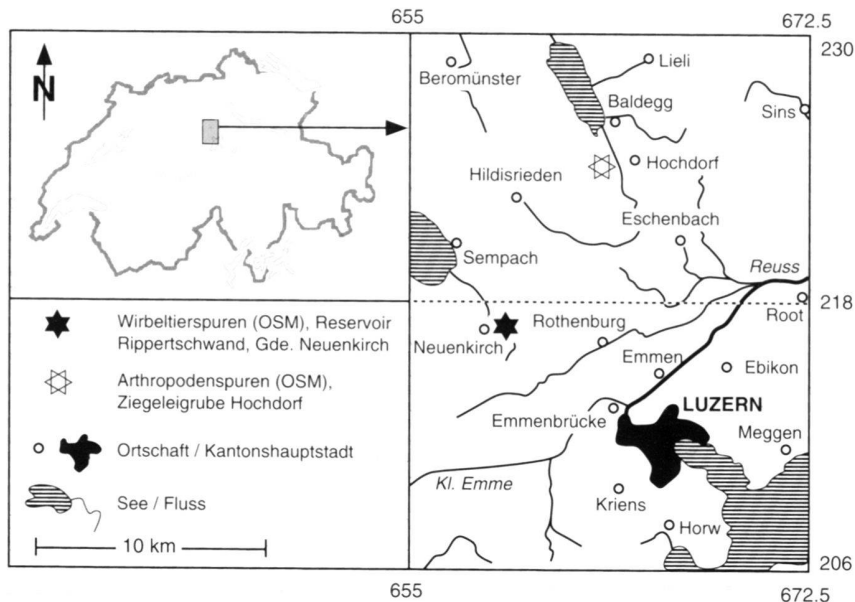 655
672.5
N
230
Beromünster
Lieli
Baldegg
Sins
Hochdorf
Hildisrieden
Eschenbach
Sempach
Reuss
218
Root
Rothenburg
Neuenkirch
Emmen
Ebikon
LUZERN
Emmenbrücke
Meggen
Kl. Emme
Kriens
Horw
206
655
672.5
Wirbeltierspuren (OSM), Reservoir
Rippertschwand, Gde. Neuenkirch
Arthropodenspuren (OSM),
Ziegeleigrube Hochdorf
Ortschaft / Kantonshauptstadt
See / Fluss
10 km